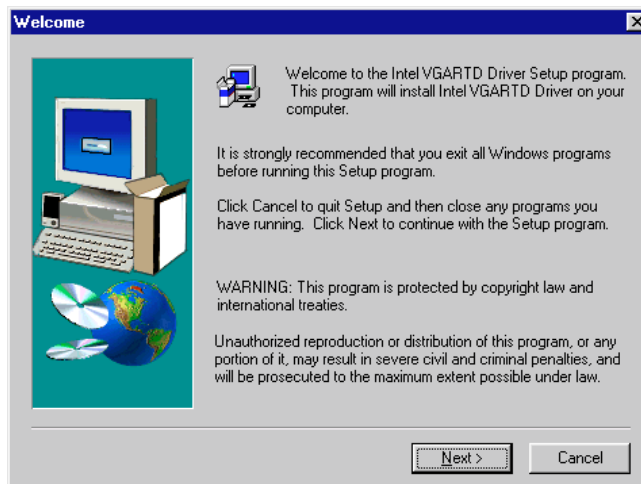 Welcome
Welcome to the Intel VGARTD Driver Setup program.
This program will install Intel VGARTD Driver on your
computer.
It is strongly recommended that you exit all Windows programs
before running this Setup program.
Click Cancel to quit Setup and then close any programs you
have running. Click Next to continue with the Setup program.
WARNING: This program is protected by copyright law and
international treaties.
Unauthorized reproduction or distribution of this program, or any
portion of it, may result in severe civil and criminal penalties, and
will be prosecuted to the maximum extent possible under law.
Next >
Cancel